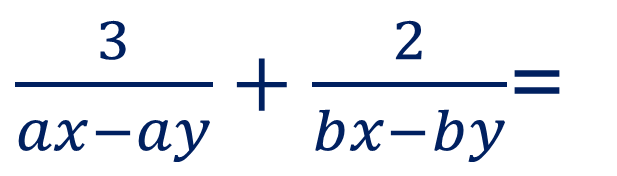 3/(ax−ay) + 2/(bx−by) =